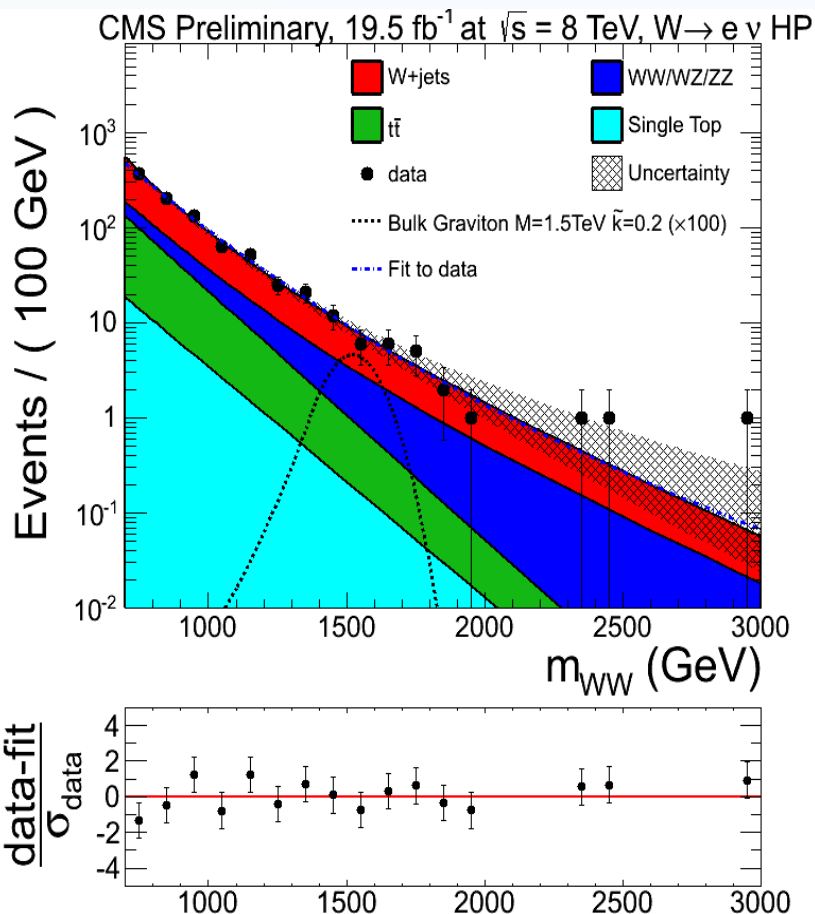 CMS Preliminary, 19.5 fb⁻¹ at √s = 8 TeV, W→ e ν HP
W+jets
WW/WZ/ZZ
tt̄
Single Top
data
Uncertainty
Bulk Graviton M=1.5TeV k̃=0.2 (×100)
Fit to data
Events / ( 100 GeV )
10³
10²
10
1
10⁻¹
10⁻²
1000 1500 2000 2500 3000
m_WW (GeV)
data-fit
σ_data
4
2
0
-2
-4
1000 1500 2000 2500 3000